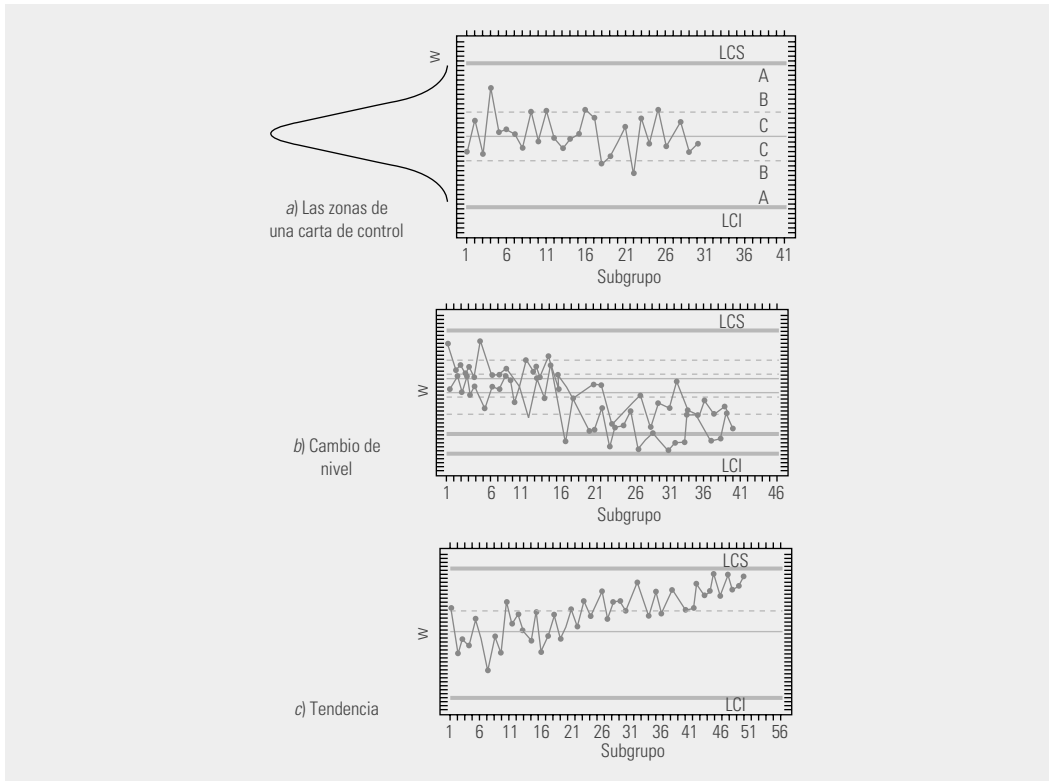 W
LCS
A
B
C
C
B
A
LCI
a) Las zonas de
una carta de control
1 6 11 16 21 26 31 36 41
Subgrupo
LCS
W
b) Cambio de
nivel
LCI
1 6 11 16 21 26 31 36 41 46
Subgrupo
LCS
W
c) Tendencia
LCI
1 6 11 16 21 26 31 36 41 46 51 56
Subgrupo